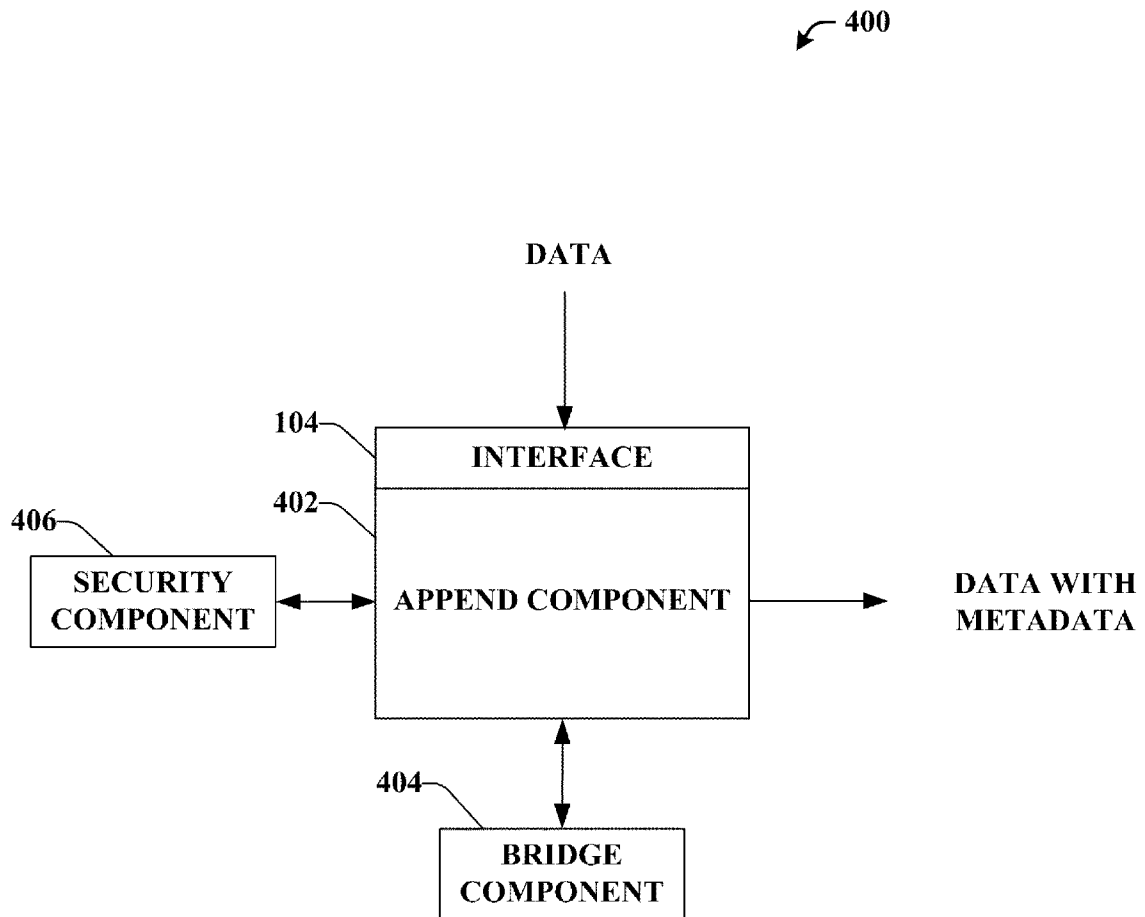 400
DATA
104
INTERFACE
402
406
SECURITY
COMPONENT
APPEND COMPONENT
DATA WITH
METADATA
404
BRIDGE
COMPONENT